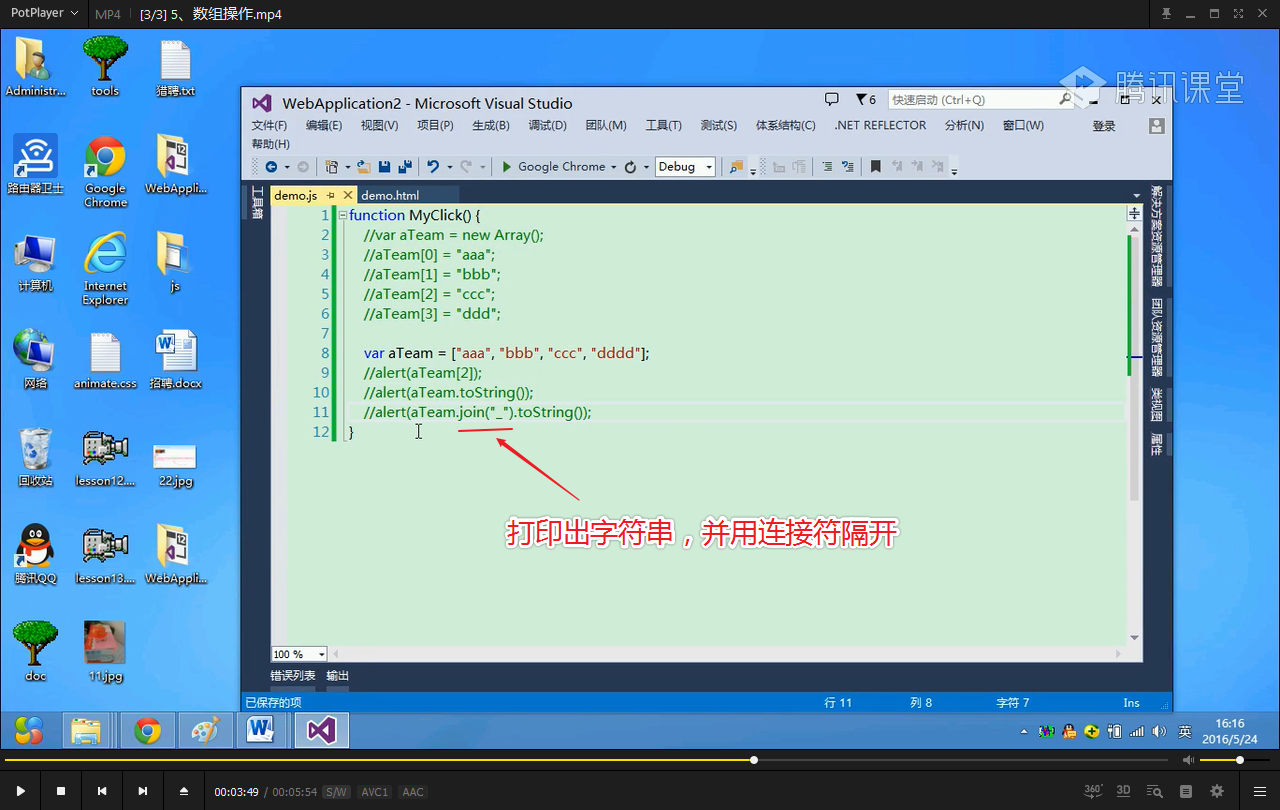 PotPlayer MP4 [3/3] 5、数组操作.mp4
腾讯课堂
Administr...
tools
猎聘.txt
路由器卫士
Google Chrome
WebAppli...
计算机
Internet Explorer
js
网络
animate.css
招聘.docx
回收站
lesson12....
22.jpg
腾讯QQ
lesson13....
WebAppli...
doc
11.jpg
WebApplication2 - Microsoft Visual Studio
6
快速启动 (Ctrl+Q)
文件(F) 编辑(E) 视图(V) 项目(P) 生成(B) 调试(D) 团队(M) 工具(T) 测试(S) 体系结构(C) .NET REFLECTOR 分析(N) 窗口(W) 登录
帮助(H)
Google Chrome Debug
工具箱
demo.js demo.html
1 function MyClick() {
2 //var aTeam = new Array();
3 //aTeam[0] = "aaa";
4 //aTeam[1] = "bbb";
5 //aTeam[2] = "ccc";
6 //aTeam[3] = "ddd";
7
8 var aTeam = ["aaa", "bbb", "ccc", "dddd"];
9 //alert(aTeam[2]);
10 //alert(aTeam.toString());
11 //alert(aTeam.join("_").toString());
12 }
打印出字符串，并用连接符隔开
解决方案资源管理器
团队资源管理器
类视图
属性
100 %
错误列表 输出
已保存的项 行 11 列 8 字符 7 Ins
英
16:16
2016/5/24
00:03:49 / 00:05:54 S/W AVC1 AAC
360° 3D